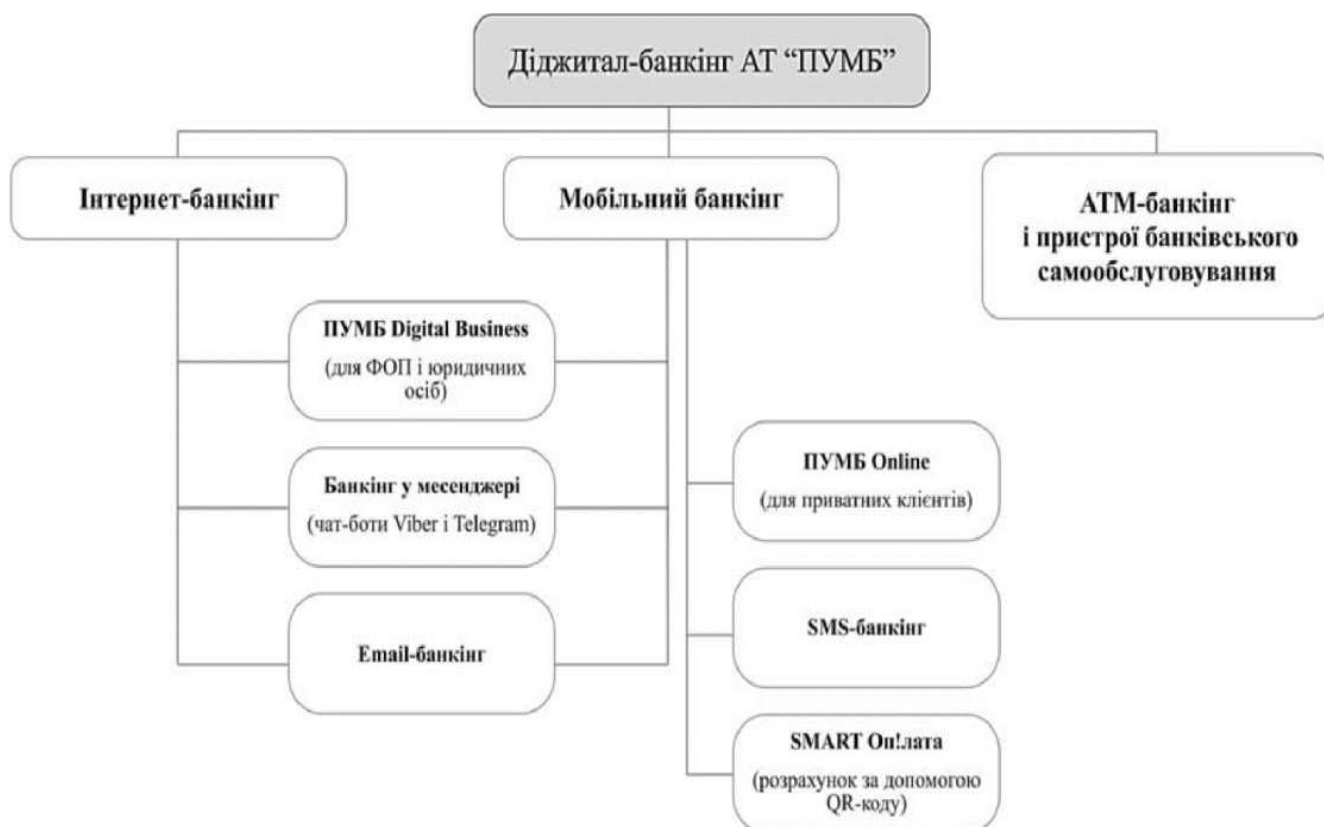 Діджитал-банкінг АТ “ПУМБ”
Інтернет-банкінг
Мобільний банкінг
АТМ-банкінг
і пристрої банківського
самообслуговування
ПУМБ Digital Business
(для ФОП і юридичних
осіб)
Банкінг у месенджері
(чат-боти Viber і Telegram)
Email-банкінг
ПУМБ Online
(для приватних клієнтів)
SMS-банкінг
SMART Оп!лата
(розрахунок за допомогою
QR-коду)